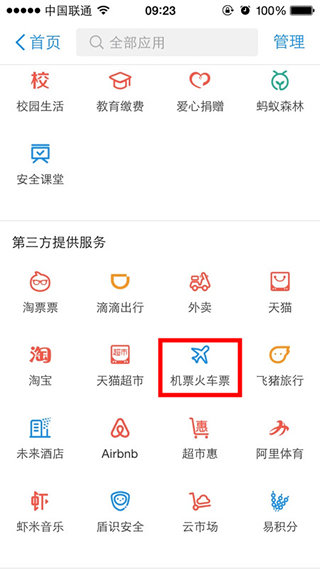 中国联通 09:23
首页 全部应用 管理
校
校园生活 教育缴费 爱心捐赠 蚂蚁森林
安全课堂
第三方提供服务
淘票票 滴滴出行 外卖 天猫
淘 超市
淘宝 天猫超市 机票火车票 飞猪旅行
惠
未来酒店 Airbnb 超市惠 阿里体育
虾
虾米音乐 盾识安全 云市场 易积分